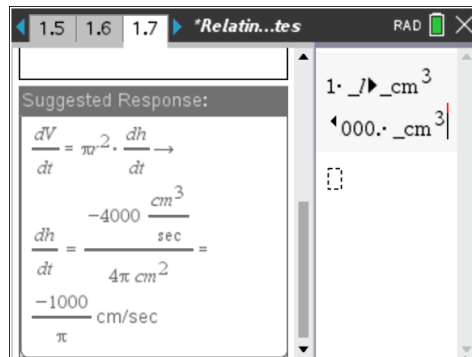 1.5 1.6 1.7 *Relatin...tes RAD
Suggested Response:
dV/dt = πr²· dh/dt →
dh/dt = (-4000 cm³/sec)/(4π cm²) =
-1000/π cm/sec
1·_l▶_cm³
◂000.·_cm³